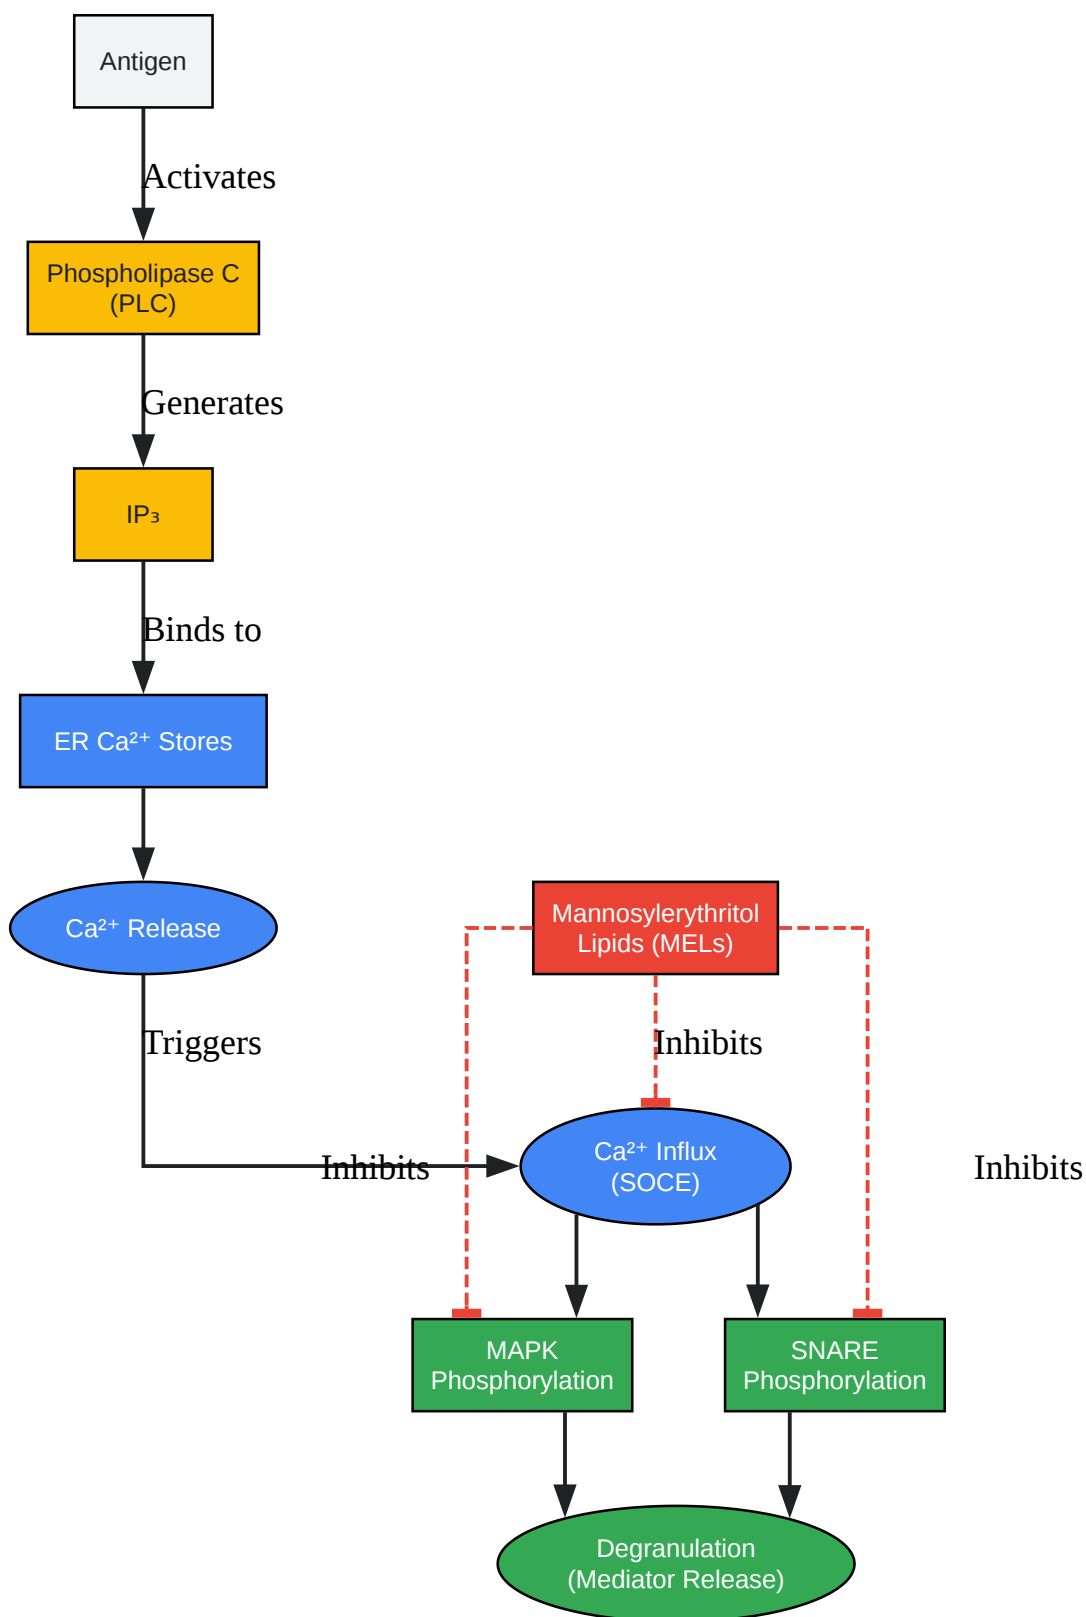 Antigen
Activates
Phospholipase C
(PLC)
Generates
IP₃
Binds to
ER Ca²⁺ Stores
Ca²⁺ Release
Mannosylerythritol
Lipids (MELs)
Triggers
Inhibits
Ca²⁺ Influx
(SOCE)
Inhibits
Inhibits
MAPK
Phosphorylation
SNARE
Phosphorylation
Degranulation
(Mediator Release)